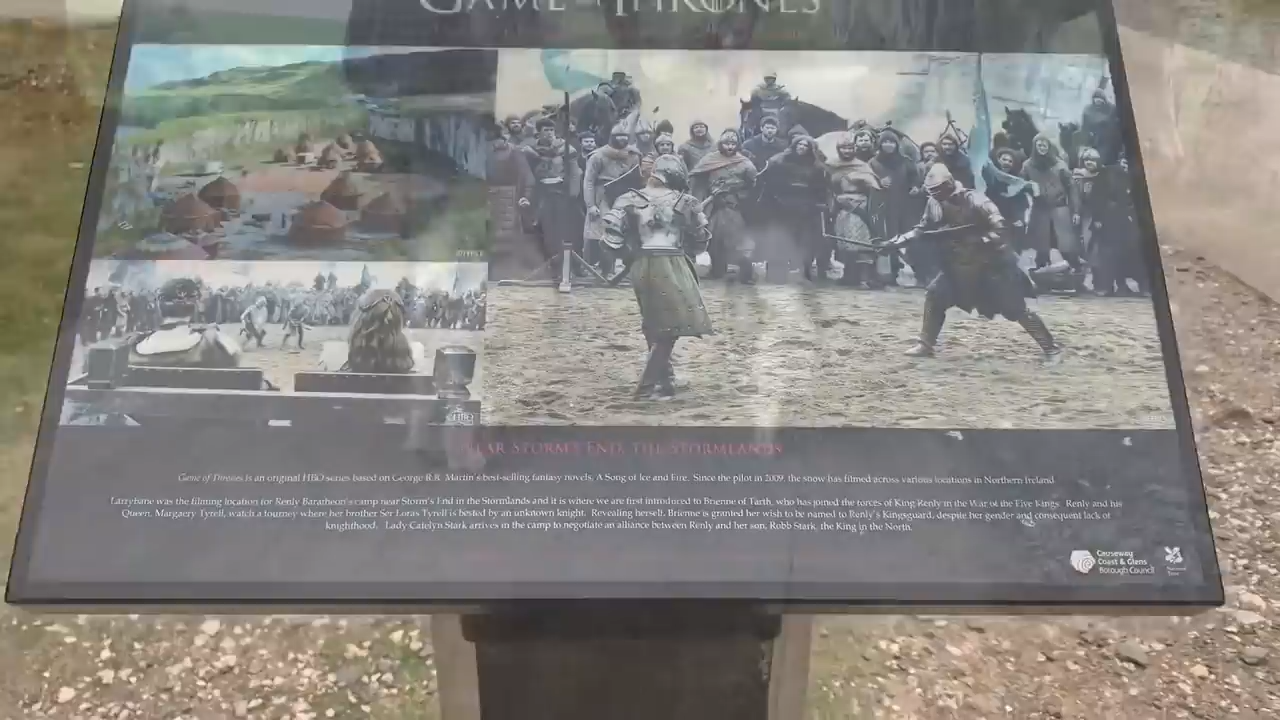 GAME OF THRONES
NEAR STORM'S END, THE STORMLANDS
Game of Thrones is an original HBO series based on George R.R. Martin's best-selling fantasy novels, A Song of Ice and Fire. Since the pilot in 2009, the show has filmed across various locations in Northern Ireland
Larrybane was the filming location for Renly Baratheon's camp near Storm's End in the Stormlands and it is where we are first introduced to Brienne of Tarth, who has joined the forces of King Renly in the War of the Five Kings. Renly and his
Queen, Margaery Tyrell, watch a tourney where her brother Ser Loras Tyrell is bested by an unknown knight. Revealing herself, Brienne is granted her wish to be named to Renly's Kingsguard, despite her gender and consequent lack of
knighthood. Lady Catelyn Stark arrives in the camp to negotiate an alliance between Renly and her son, Robb Stark, the King in the North.
Causeway
Coast & Glens
Borough Council
National
Trust